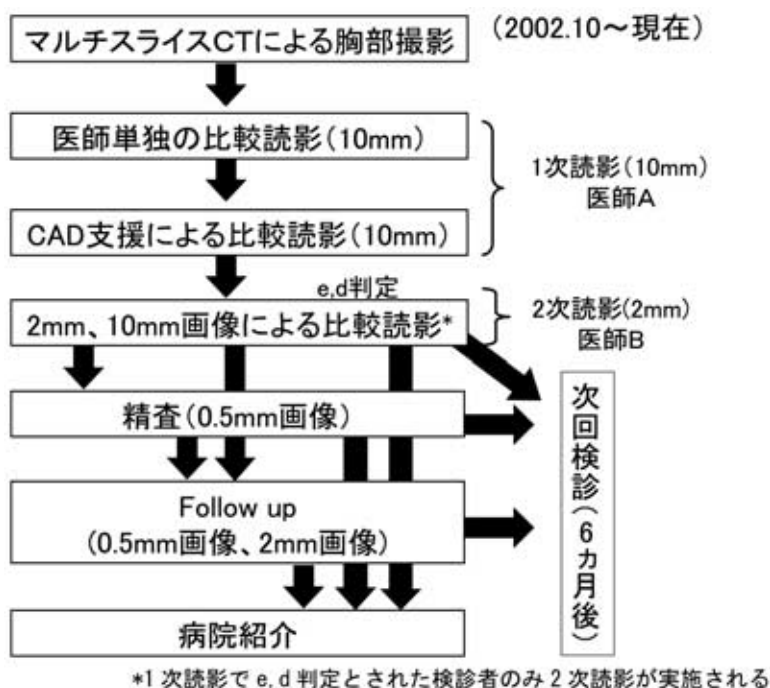 マルチスライスCTによる胸部撮影
(2002.10～現在)
医師単独の比較読影(10mm)
1次読影(10mm)
医師A
CAD支援による比較読影(10mm)
e,d判定
2mm、10mm画像による比較読影*
2次読影(2mm)
医師B
精査(0.5mm画像)
次回検診(6ヵ月後)
Follow up
(0.5mm画像、2mm画像)
病院紹介
*1次読影でe,d判定とされた検診者のみ2次読影が実施される